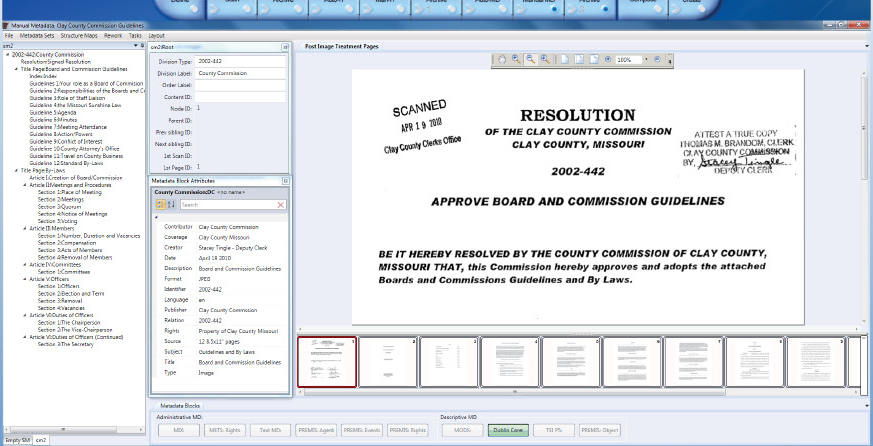 Manual Metadata: Clay County Commission Guidelines
File Metadata Sets Structure Maps Rework Tasks Layout
sm2
2002-442:County Commission
Resolution:Signed Resolution
Title Page:Board and Commission Guidelines
Index:Index
Guidelines 1:Your role as a Board of Commision
Guideline 2:Responsibilities of the Boards and Co
Guideline 3:Role of Staff Liaison
Guideline 4:the Missouri Sunshine Law
Guideline 5:Agenda
Guideline 6:Minutes
Guideline 7:Meeting Attendance
Guideline 8:Action/Powers
Guideline 9:Conflict of Interest
Guideline 10:County Attorney's Office
Guideline 11:Travel on County Business
Guideline 12:Standard By-Laws
Title Page:By-Laws
Article I:Creation of Board/Commission
Article II:Meetings and Procedures
Section 1:Place of Meeting
Section 2:Meetings
Section 3:Quorum
Section 4:Notice of Meetings
Section 5:Voting
Article III:Members
Section 1:Number, Duration and Vacancies
Section 2:Compensation
Section 3:Acts of Members
Section 4:Removal of Members
Article IV:Committees
Section 1:Committees
Article V:Officers
Section 1:Officers
Section 2:Election and Term
Section 3:Removal
Section 4:Vacancies
Article VI:Duties of Officers
Section 1:The Chairperson
Section 2:The Vice-Chairperson
Article VI:Duties of Officers (Continued)
Section 3:The Secretary
Empty SM sm2
sm2\Root
Division Type: 2002-442
Division Label: County Commission
Order Label:
Content ID:
Node ID: 1
Parent ID:
Prev sibling ID:
Next sibling ID:
1st Scan ID:
1st Page ID: 1
Metadata Block Attributes
County Commission:DC <no name>
Search
Contributor Clay County Commission
Coverage Clay County Missouri
Creator Stacey Tingle - Deputy Clerk
Date April 19 2010
Description Board and Commission Guidelines
Format JPEG
Identifier 2002-442
Language en
Publisher Clay County Commission
Relation 2002-442
Rights Property of Clay County Missouri
Source 12 8.5x11" pages
Subject Guidelines and By Laws
Title Board and Commission Guidelines
Type Image
Post Image Treatment Pages
100%
SCANNED
APR 19 2010
Clay County Clerks Office
RESOLUTION
OF THE CLAY COUNTY COMMISSION
CLAY COUNTY, MISSOURI
2002-442
ATTEST A TRUE COPY
THOMAS M. BRANDOM, CLERK
CLAY COUNTY COMMISSION
BY, Stacey Tingle
DEPUTY CLERK
APPROVE BOARD AND COMMISSION GUIDELINES
BE IT HEREBY RESOLVED BY THE COUNTY COMMISSION OF CLAY COUNTY,
MISSOURI THAT, this Commission hereby approves and adopts the attached
Boards and Commissions Guidelines and By Laws.
1 2 3 4 5 6 7 8 9
Metadata Blocks
Administrative MD: Descriptive MD
MIX: METS: Rights Text MD: PREMIS: Agent PREMIS: Events PREMIS: Rights MODS: Dublin Core TEI P5: PREMIS: Object